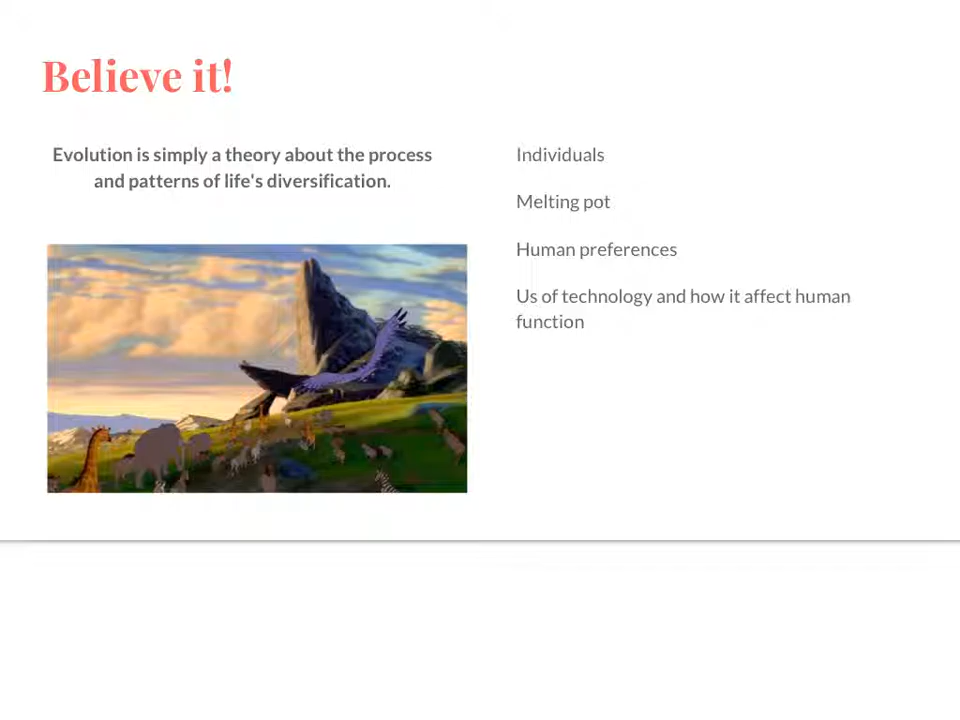 Believe it!
Evolution is simply a theory about the process
and patterns of life's diversification.
Individuals
Melting pot
Human preferences
Us of technology and how it affect human
function